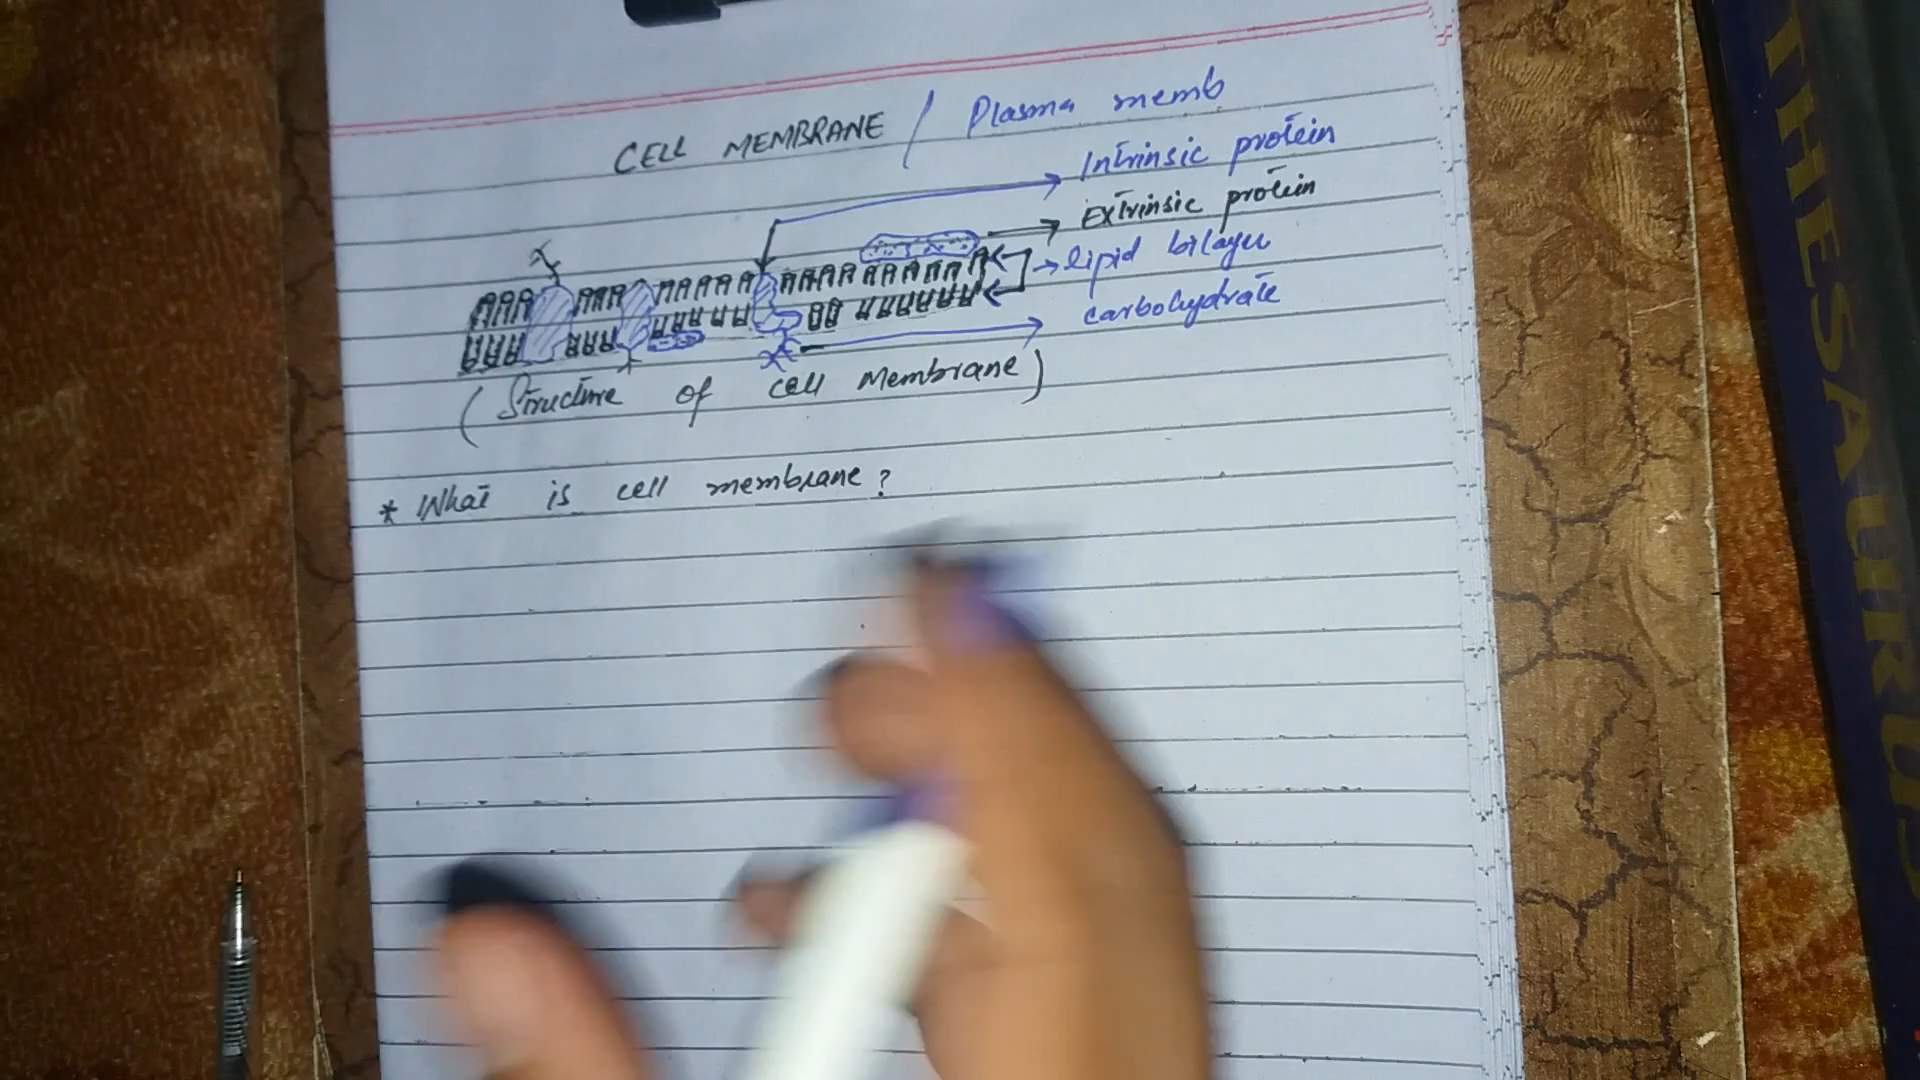 CELL MEMBRANE / Plasma memb
Intrinsic protein
Extrinsic protein
lipid bilayer
carbohydrate
(Structure of cell Membrane)
* What is cell membrane?
THESAURUS